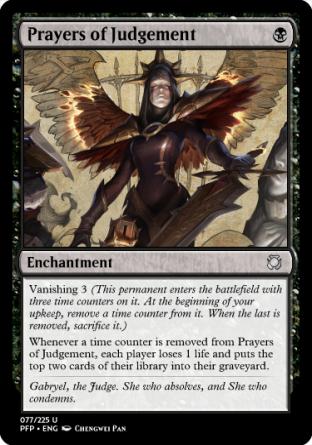 Prayers of Judgement
Enchantment
Vanishing 3 (This permanent enters the battlefield with
three time counters on it. At the beginning of your
upkeep, remove a time counter from it. When the last is
removed, sacrifice it.)
Whenever a time counter is removed from Prayers
of Judgement, each player loses 1 life and puts the
top two cards of their library into their graveyard.
Gabryel, the Judge. She who absolves, and She who
condemns.
077/225 U
PFP • ENG Chengwei Pan